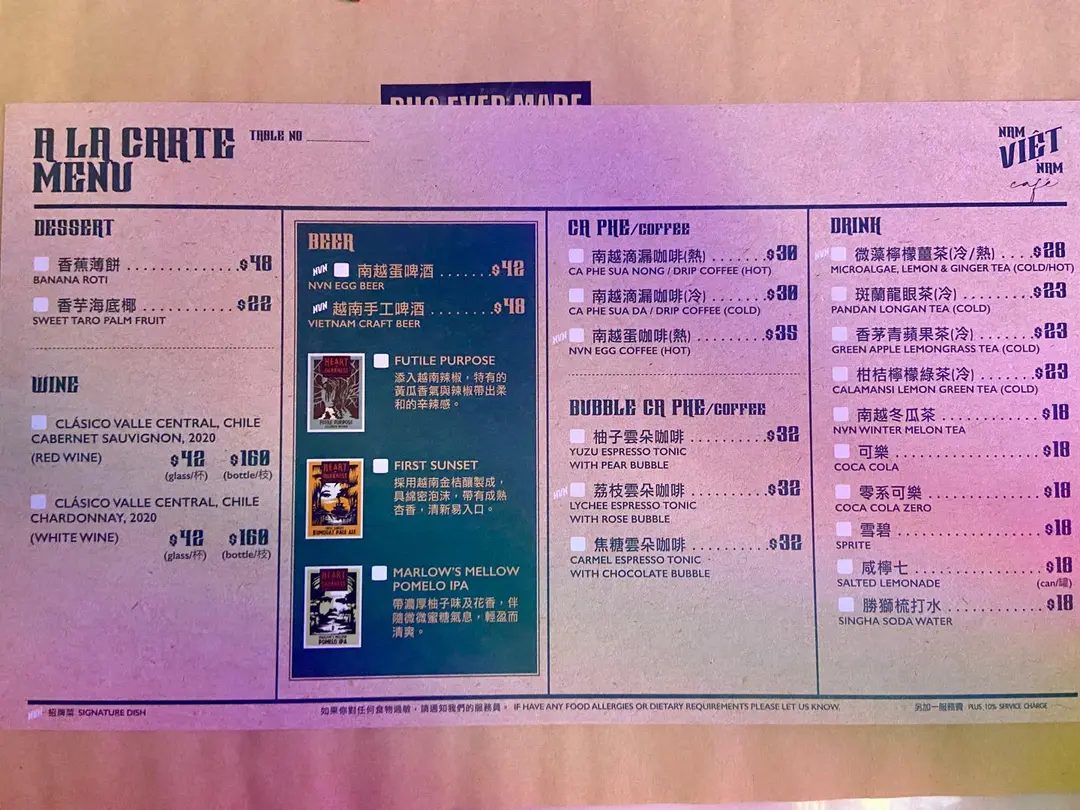 PHO EVER MADE
A LA CARTE
MENU
TABLE NO
NAM
VIỆT
NAM
café
DESSERT
香蕉薄餅 $48
BANANA ROTI
香芋海底椰 $22
SWEET TARO PALM FRUIT
WINE
CLÁSICO VALLE CENTRAL, CHILE
CABERNET SAUVIGNON, 2020
(RED WINE) $42 $160
(glass/杯) (bottle/枝)
CLÁSICO VALLE CENTRAL, CHILE
CHARDONNAY, 2020
(WHITE WINE) $42 $160
(glass/杯) (bottle/枝)
BEER
NVN 南越蛋啤酒 $42
NVN EGG BEER
NVN 越南手工啤酒 $48
VIETNAM CRAFT BEER
HEART
OF
DARKNESS
FUTILE PURPOSE
FUTILE PURPOSE
添入越南辣椒，特有的
黃瓜香氣與辣椒帶出柔
和的辛辣感。
HEART
OF
DARKNESS
KUMQUAT PALE ALE
FIRST SUNSET
採用越南金桔釀製成，
具綿密泡沫，帶有成熟
杏香，清新易入口。
HEART
POMELO IPA
MARLOW'S MELLOW
POMELO IPA
帶濃厚柚子味及花香，伴
隨微微蜜糖氣息，輕盈而
清爽。
CA PHE/COFFEE
南越滴漏咖啡(熱) $30
CA PHE SUA NONG / DRIP COFFEE (HOT)
南越滴漏咖啡(冷) $30
CA PHE SUA DA / DRIP COFFEE (COLD)
NVN 南越蛋咖啡(熱) $35
NVN EGG COFFEE (HOT)
BUBBLE CA PHE/COFFEE
柚子雲朵咖啡 $32
YUZU ESPRESSO TONIC
WITH PEAR BUBBLE
NVN 荔枝雲朵咖啡 $32
LYCHEE ESPRESSO TONIC
WITH ROSE BUBBLE
焦糖雲朵咖啡 $32
CARMEL ESPRESSO TONIC
WITH CHOCOLATE BUBBLE
DRINK
NVN 微藻檸檬薑茶(冷/熱) $28
MICROALGAE, LEMON & GINGER TEA (COLD/HOT)
斑蘭龍眼茶(冷) $23
PANDAN LONGAN TEA (COLD)
香茅青蘋果茶(冷) $23
GREEN APPLE LEMONGRASS TEA (COLD)
柑桔檸檬綠茶(冷) $23
CALAMANSI LEMON GREEN TEA (COLD)
南越冬瓜茶 $18
NVN WINTER MELON TEA
可樂 $18
COCA COLA
零系可樂 $18
COCA COLA ZERO
雪碧 $18
SPRITE
咸檸七 $18
SALTED LEMONADE (can/罐)
勝獅梳打水 $18
SINGHA SODA WATER
NVN 招牌菜 SIGNATURE DISH
如果你對任何食物過敏，請通知我們的服務員。 IF HAVE ANY FOOD ALLERGIES OR DIETARY REQUIREMENTS PLEASE LET US KNOW.
另加一服務費 PLUS 10% SERVICE CHARGE